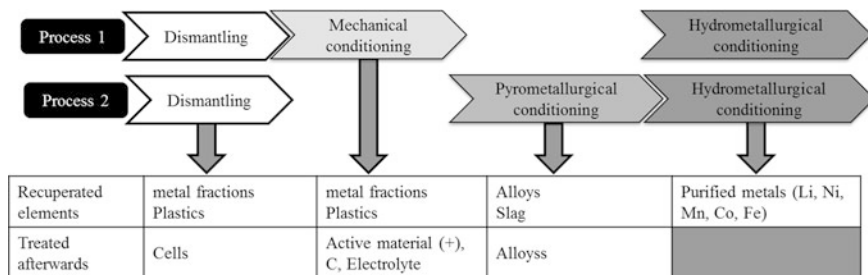 Process 1
Dismantling
Mechanical
conditioning
Hydrometallurgical
conditioning
Process 2
Dismantling
Pyrometallurgical
conditioning
Hydrometallurgical
conditioning
Recuperated
elements
metal fractions
Plastics
metal fractions
Plastics
Alloys
Slag
Purified metals (Li, Ni,
Mn, Co, Fe)
Treated
afterwards
Cells
Active material (+),
C, Electrolyte
Alloyss